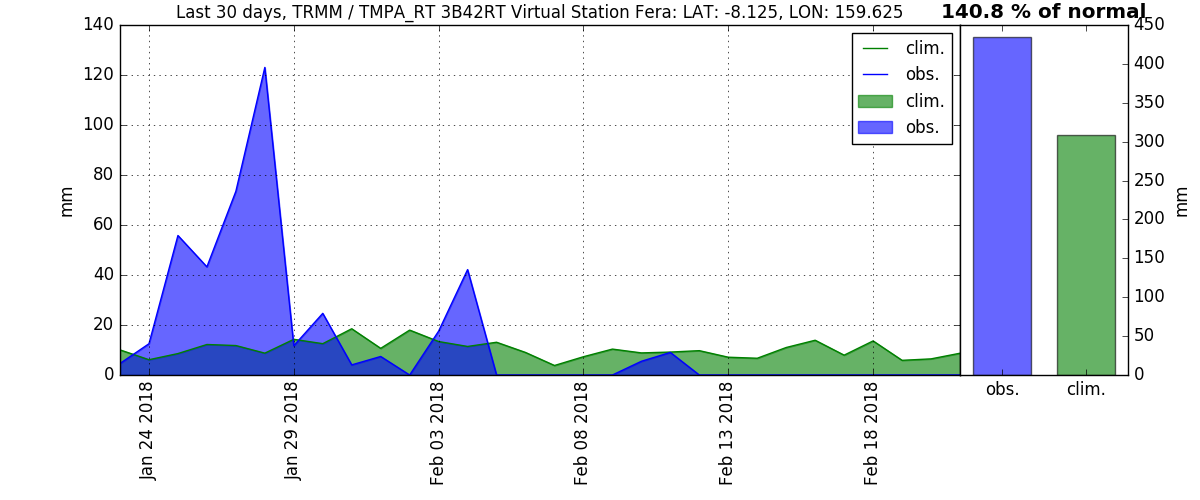 Last 30 days, TRMM / TMPA_RT 3B42RT Virtual Station Fera: LAT: -8.125, LON: 159.625
140.8 % of normal
clim.
obs.
clim.
obs.
mm
140
120
100
80
60
40
20
0
Jan 24 2018
Jan 29 2018
Feb 03 2018
Feb 08 2018
Feb 13 2018
Feb 18 2018
450
400
350
300
250
200
150
100
50
0
mm
obs.
clim.